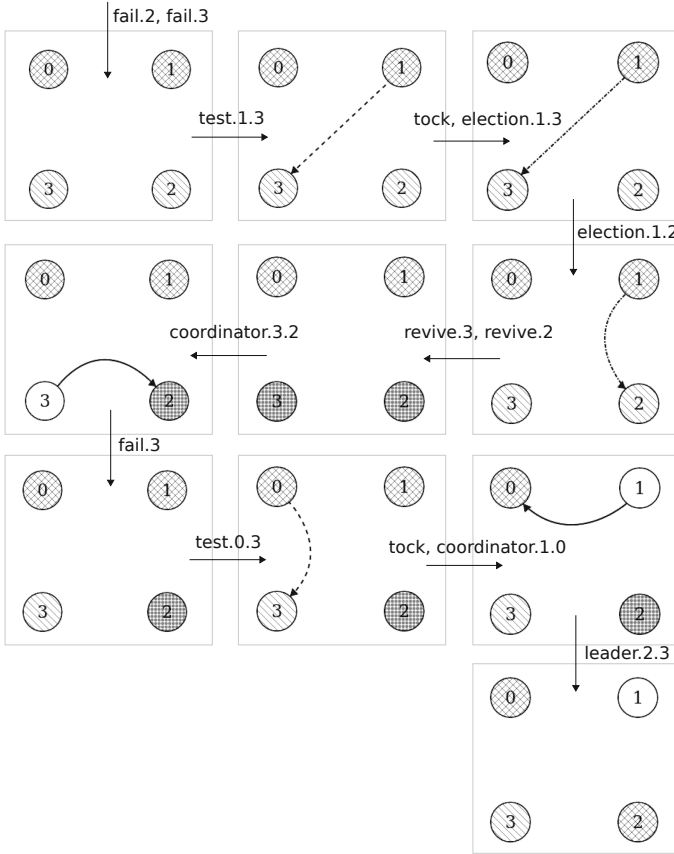 fail.2, fail.3
0 1
3 2
test.1.3
0 1
3 2
tock, election.1.3
0 1
3 2
election.1.2
0 1
3 2
revive.3, revive.2
0 1
3 2
coordinator.3.2
0 1
3 2
fail.3
0 1
3 2
test.0.3
0 1
3 2
tock, coordinator.1.0
0 1
3 2
leader.2.3
0 1
3 2